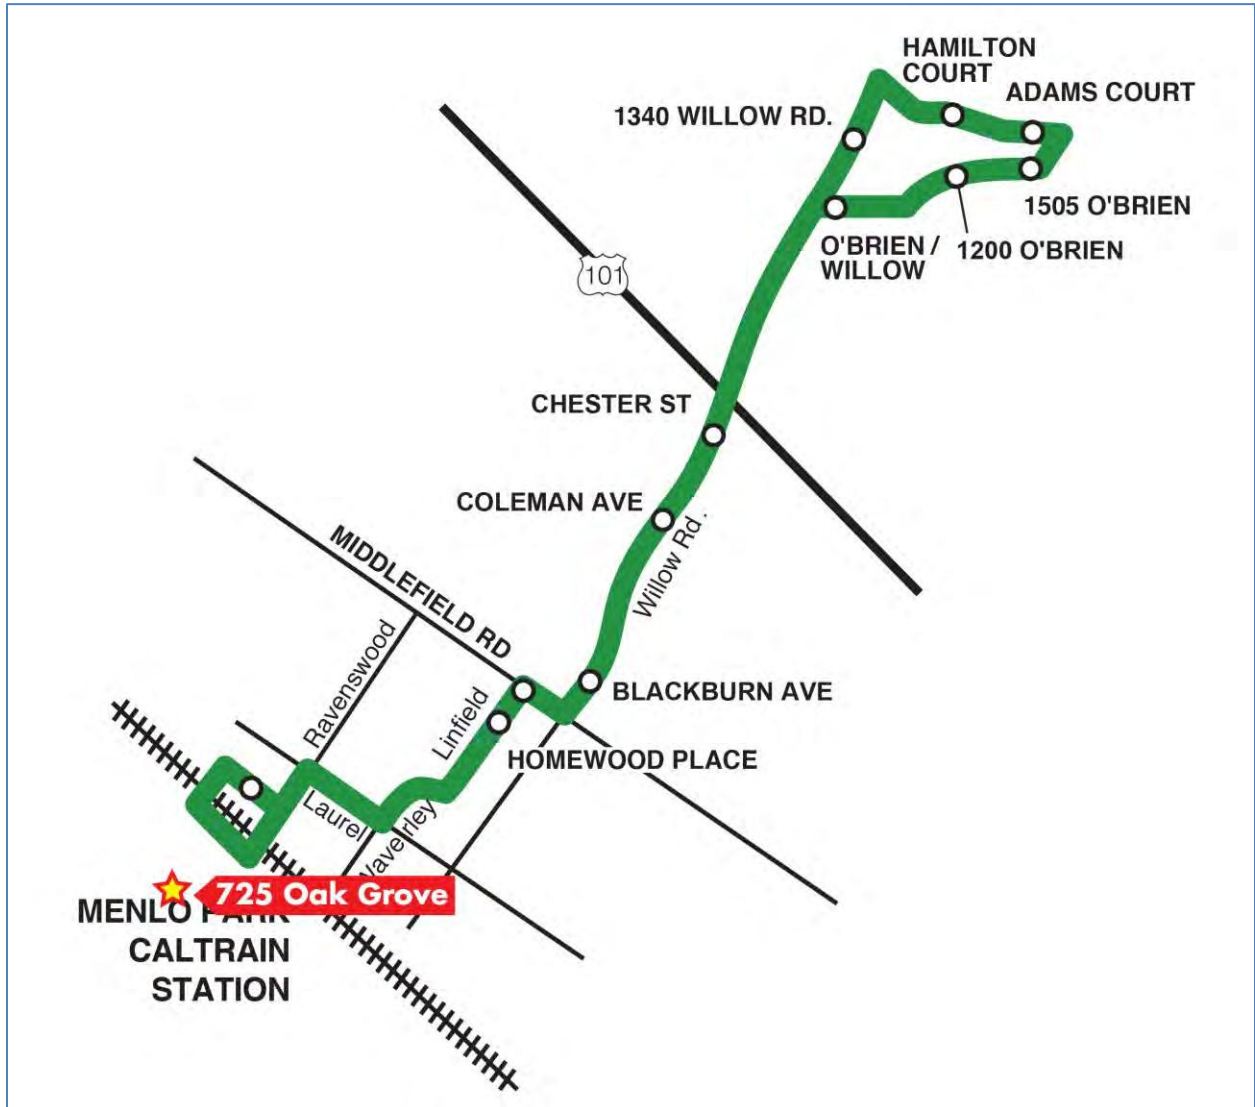 HAMILTON
COURT
ADAMS COURT
1340 WILLOW RD.
1505 O'BRIEN
O'BRIEN /
WILLOW
1200 O'BRIEN
101
CHESTER ST
COLEMAN AVE
Willow Rd.
MIDDLEFIELD RD
Ravenswood
Linfield
BLACKBURN AVE
HOMEWOOD PLACE
Laurel
Waverley
725 Oak Grove
MENLO PARK
CALTRAIN
STATION